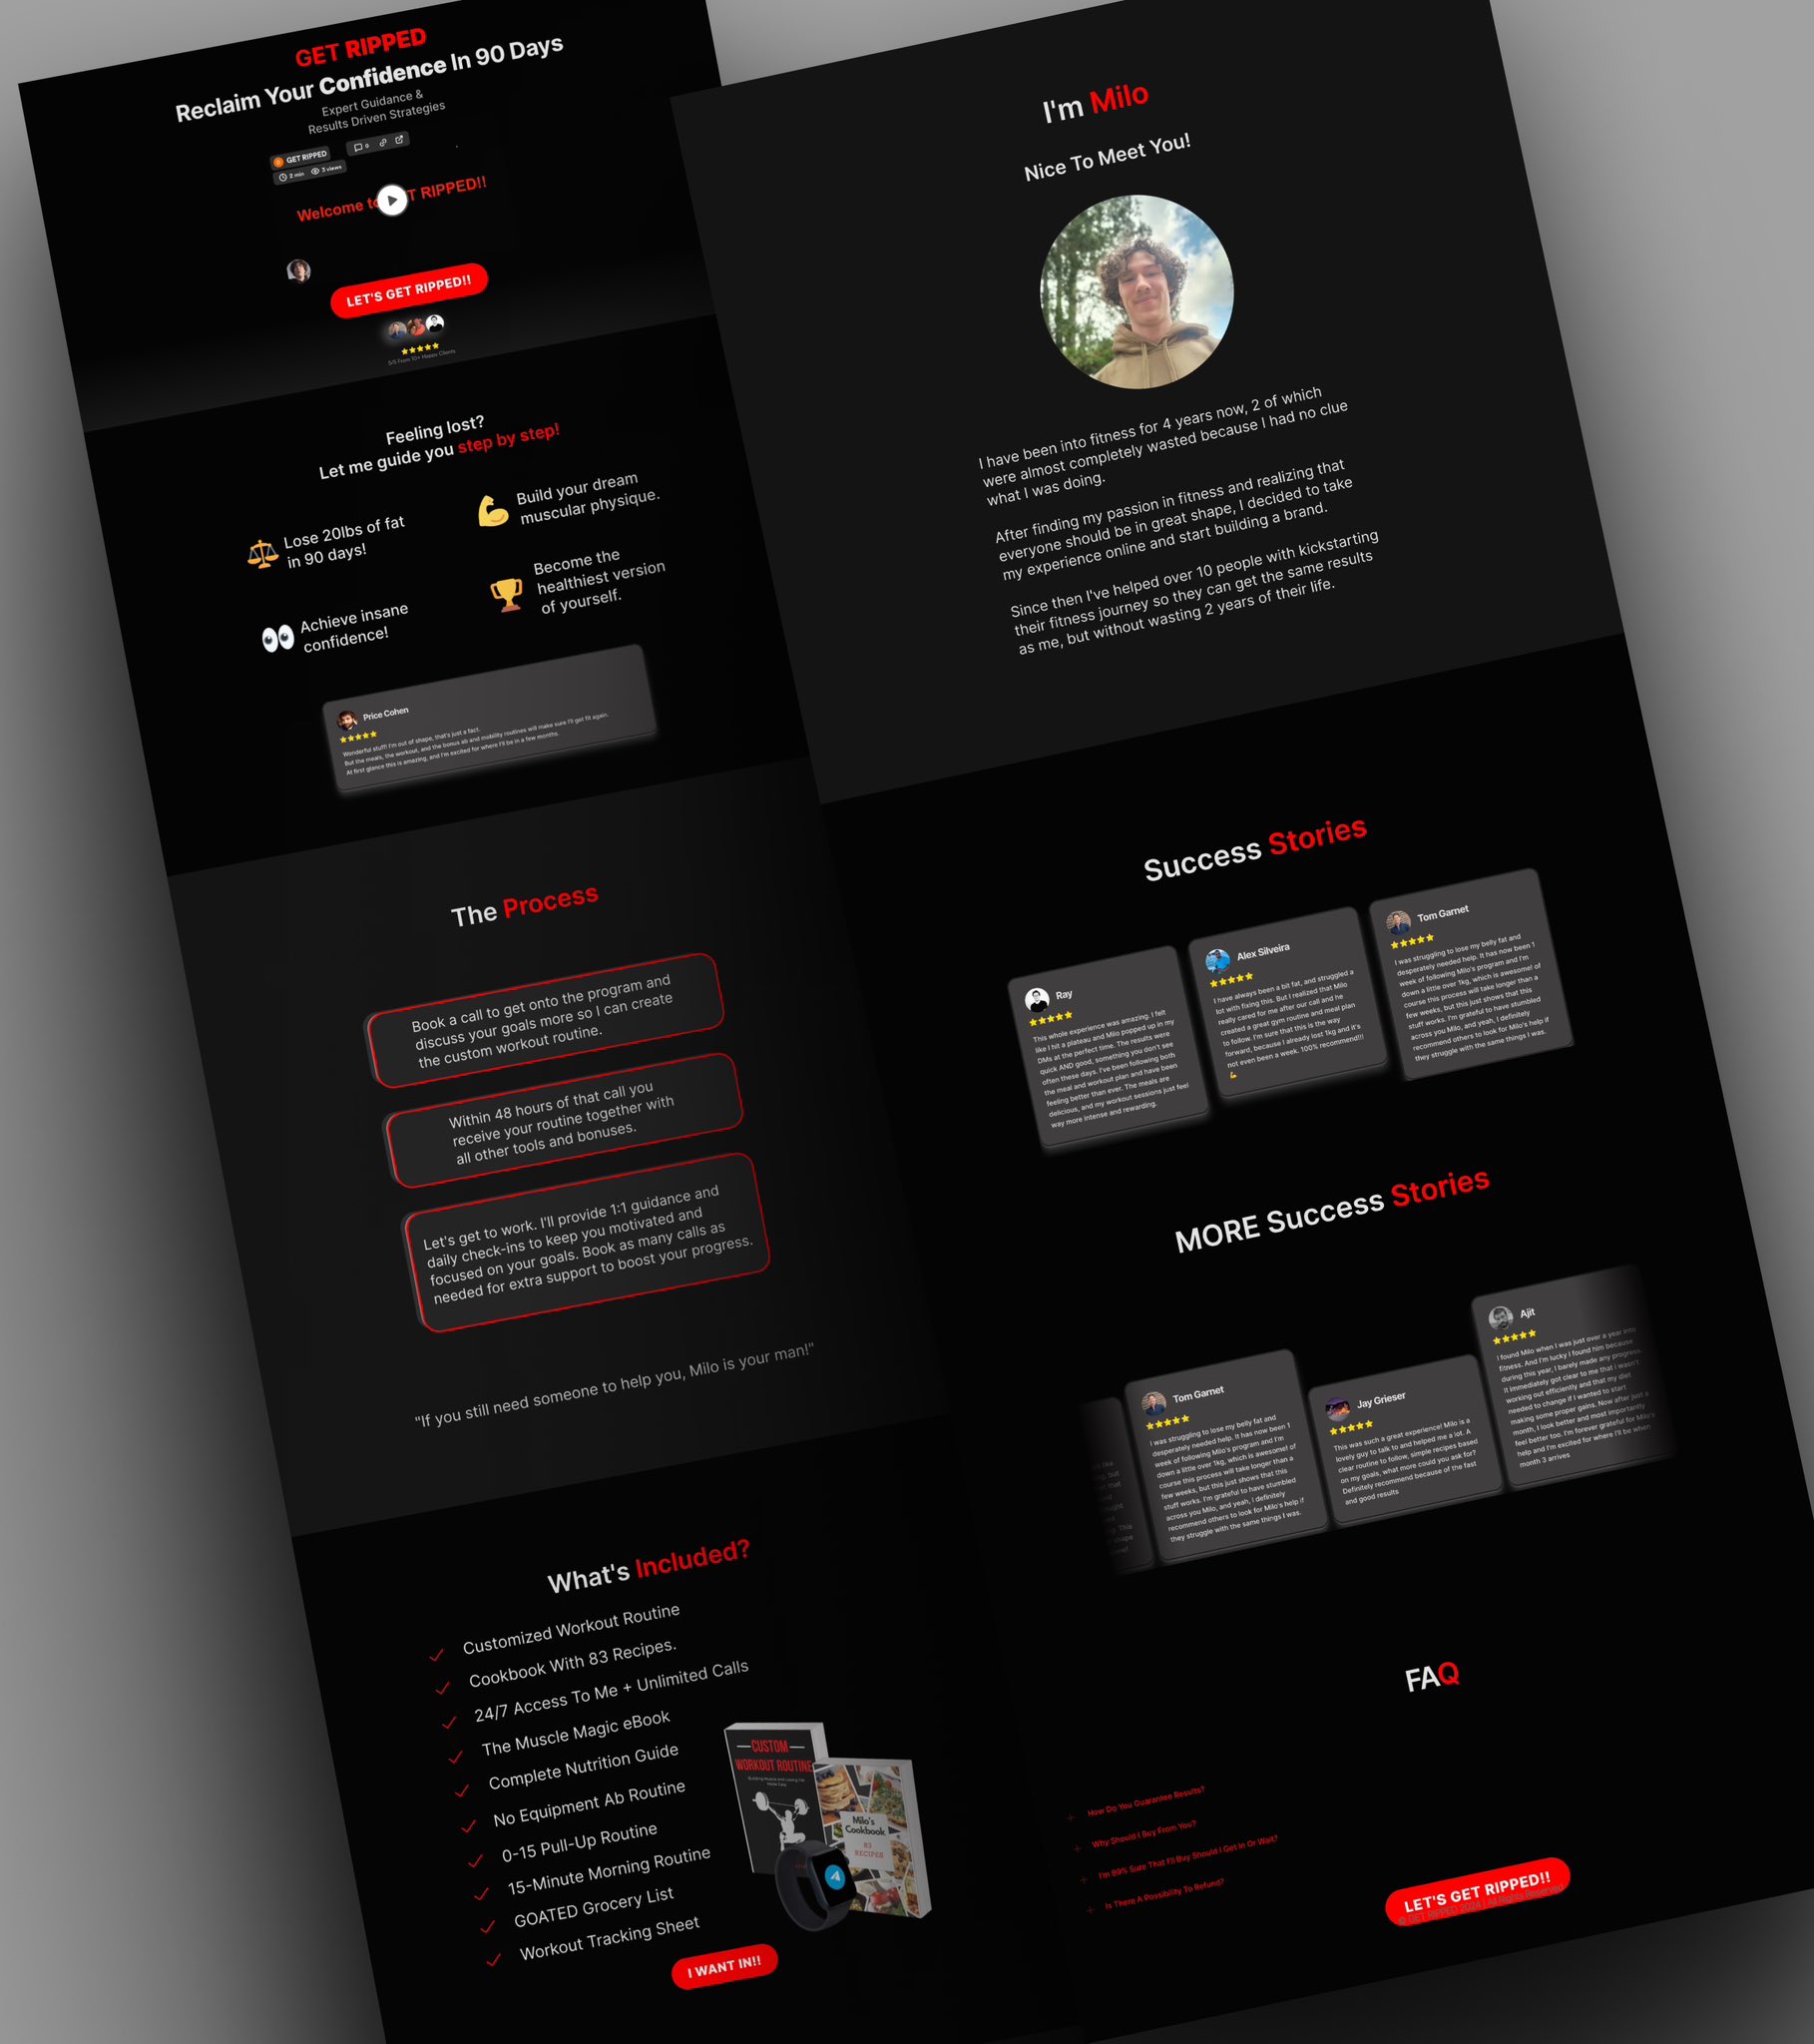 GET RIPPED
Reclaim Your Confidence In 90 Days
Expert Guidance &
Results Driven Strategies
GET RIPPED
0
2 min
3 views
Welcome to T RIPPED!!
LET'S GET RIPPED!!
5/5 From 10+ Happy Clients
Feeling lost?
Let me guide you step by step!
Lose 20lbs of fat
in 90 days!
Build your dream
muscular physique.
Achieve insane
confidence!
Become the
healthiest version
of yourself.
Price Cohen
Wonderful stuff! I'm out of shape, that's just a fact.
But the meals, the workout, and the bonus ab and mobility routines will make sure I'll get fit again.
At first glance this is amazing, and I'm excited for where I'll be in a few months.
The Process
Book a call to get onto the program and
discuss your goals more so I can create
the custom workout routine.
Within 48 hours of that call you
receive your routine together with
all other tools and bonuses.
Let's get to work. I'll provide 1:1 guidance and
daily check-ins to keep you motivated and
focused on your goals. Book as many calls as
needed for extra support to boost your progress.
"If you still need someone to help you, Milo is your man!"
What's Included?
Customized Workout Routine
Cookbook With 83 Recipes.
24/7 Access To Me + Unlimited Calls
The Muscle Magic eBook
Complete Nutrition Guide
No Equipment Ab Routine
0-15 Pull-Up Routine
15-Minute Morning Routine
GOATED Grocery List
Workout Tracking Sheet
CUSTOM
WORKOUT ROUTINE
Building Muscle and Losing Fat
Made Easy
Milo's
Cookbook
83
RECIPES
I WANT IN!!
I'm Milo
Nice To Meet You!
I have been into fitness for 4 years now, 2 of which
were almost completely wasted because I had no clue
what I was doing.
After finding my passion in fitness and realizing that
everyone should be in great shape, I decided to take
my experience online and start building a brand.
Since then I've helped over 10 people with kickstarting
their fitness journey so they can get the same results
as me, but without wasting 2 years of their life.
Success Stories
Ray
This whole experience was amazing. I felt
like I hit a plateau and Milo popped up in my
DMs at the perfect time. The results were
quick AND good, something you don't see
often these days. I've been following both
the meal and workout plan and have been
feeling better than ever. The meals are
delicious, and my workout sessions just feel
way more intense and rewarding.
Alex Silveira
I have always been a bit fat, and struggled a
lot with fixing this. But I realized that Milo
really cared for me after our call and he
created a great gym routine and meal plan
to follow. I'm sure that this is the way
forward, because I already lost 1kg and it's
not even been a week. 100% recommend!!!
Tom Garnet
I was struggling to lose my belly fat and
desperately needed help. It has now been 1
week of following Milo's program and I'm
down a little over 1kg, which is awesome! of
course this process will take longer than a
few weeks, but this just shows that this
stuff works. I'm grateful to have stumbled
across you Milo, and yeah, I definitely
recommend others to look for Milo's help if
they struggle with the same things I was.
MORE Success Stories
Tom Garnet
I was struggling to lose my belly fat and
desperately needed help. It has now been 1
week of following Milo's program and I'm
down a little over 1kg, which is awesome! of
course this process will take longer than a
few weeks, but this just shows that this
stuff works. I'm grateful to have stumbled
across you Milo, and yeah, I definitely
recommend others to look for Milo's help if
they struggle with the same things I was.
Jay Grieser
This was such a great experience! Milo is a
lovely guy to talk to and helped me a lot. A
clear routine to follow, simple recipes based
on my goals, what more could you ask for?
Definitely recommend because of the fast
and good results
Ajit
I found Milo when I was just over a year into
fitness. And I'm lucky I found him because
during this year, I barely made any progress.
It immediately got clear to me that I wasn't
working out efficiently and that my diet
needed to change if I wanted to start
making some proper gains. Now after just a
month, I look better and most importantly
feel better too. I'm forever grateful for Milo's
help and I'm excited for where I'll be when
month 3 arrives
FAQ
How Do You Guarantee Results?
Why Should I Buy From You?
I'm 99% Sure That I'll Buy Should I Get In Or Wait?
Is There A Possibility To Refund?
LET'S GET RIPPED!!
© GET RIPPED 2024 | All Rights Reserved